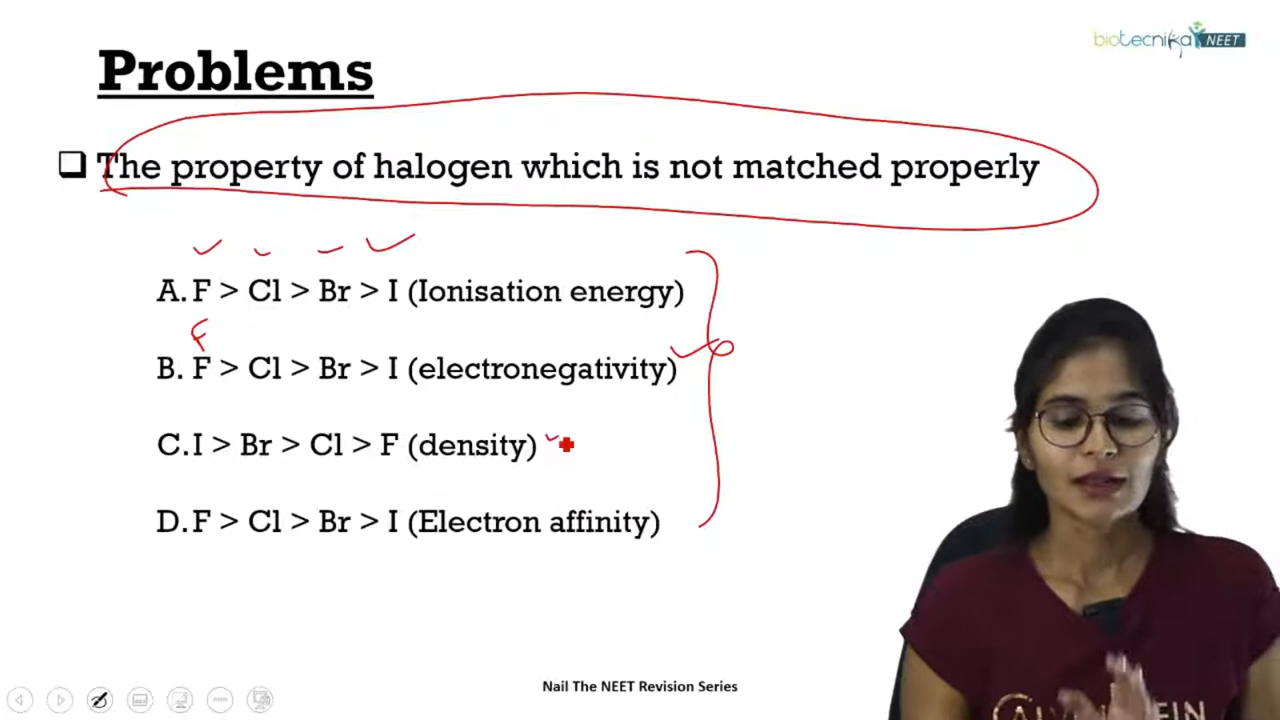 Problems
biotecnika NEET
❑ The property of halogen which is not matched properly
A. F > Cl > Br > I (Ionisation energy)
F
B. F > Cl > Br > I (electronegativity)
C. I > Br > Cl > F (density)
D. F > Cl > Br > I (Electron affinity)
Nail The NEET Revision Series